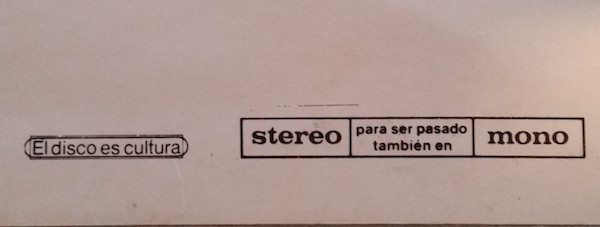 El disco es cultura
stereo
para ser pasado
también en
mono